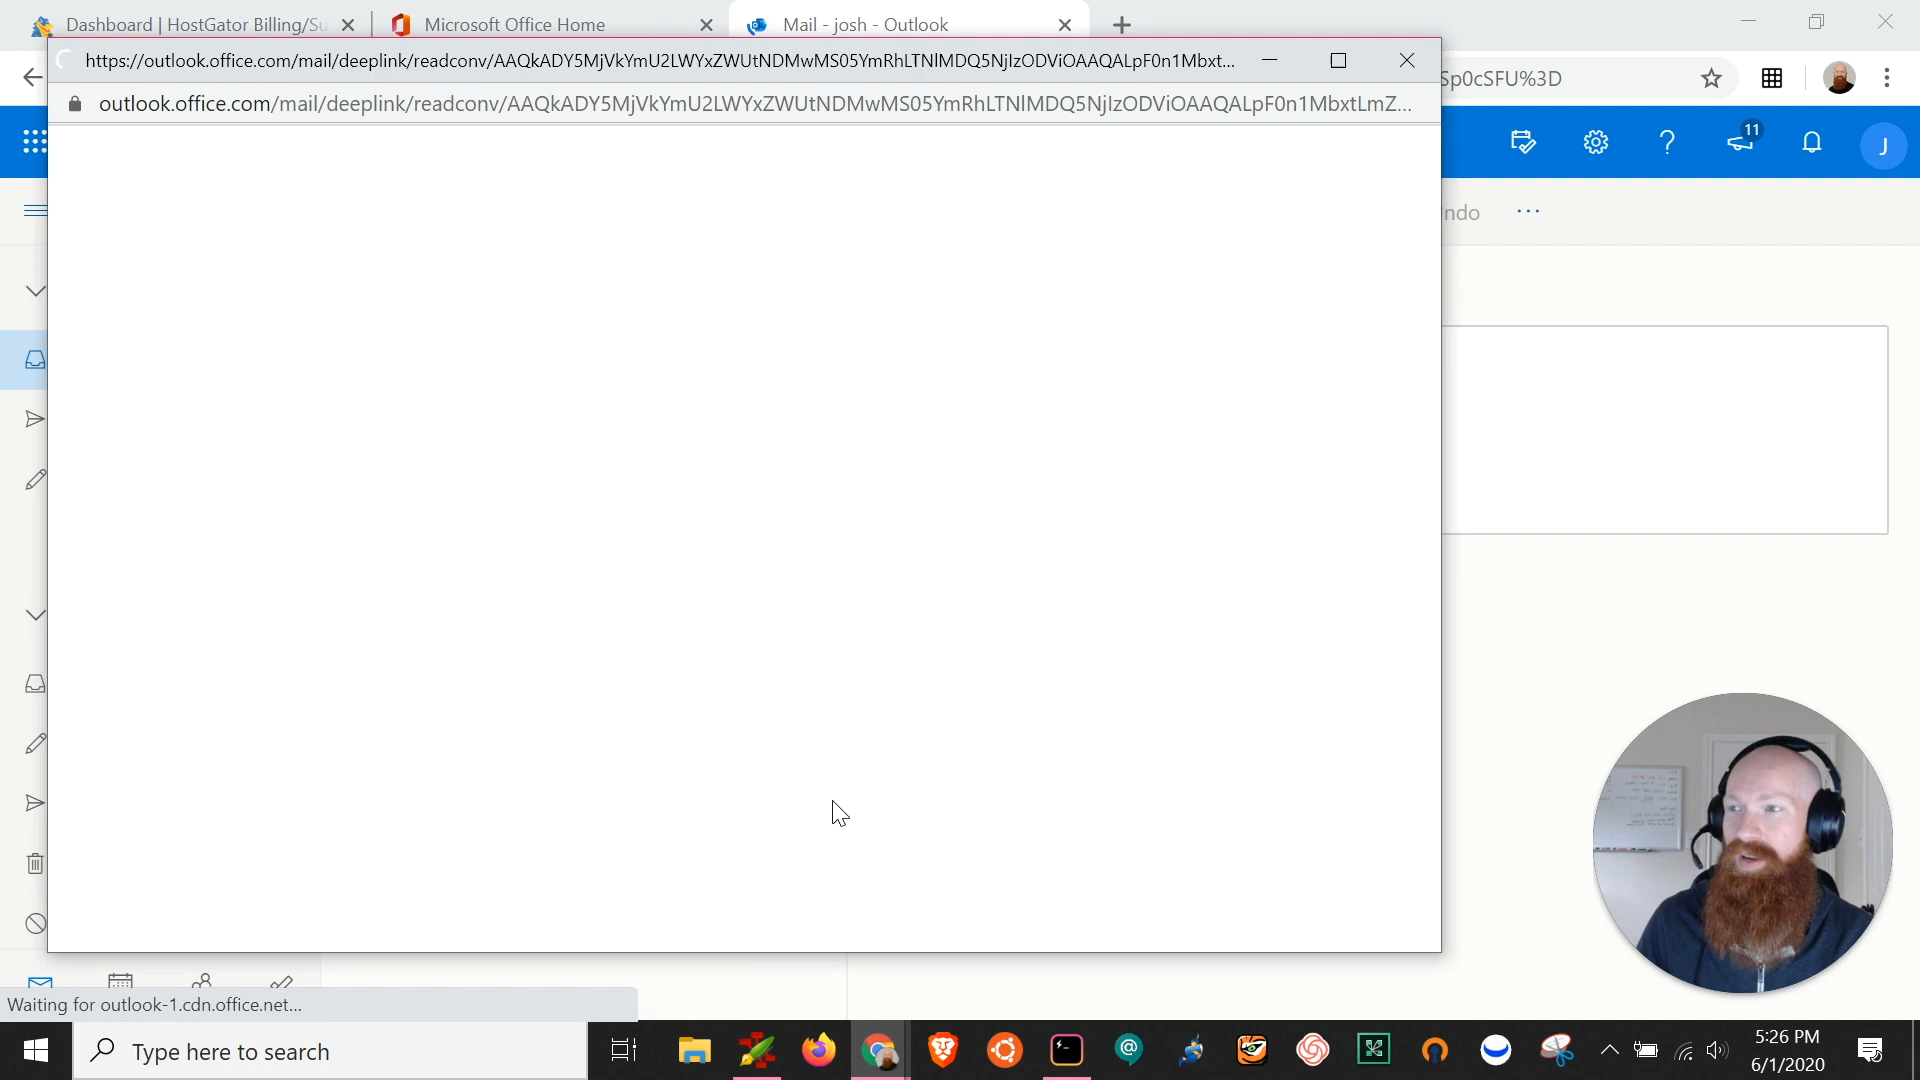 Dashboard | HostGator Billing/Su
Microsoft Office Home
Mail - josh - Outlook
https://outlook.office.com/mail/deeplink/readconv/AAQkADY5MjVkYmU2LWYxZWUtNDMwMS05YmRhLTNlMDQ5NjIzODViOAAQALpF0n1Mbxt...
outlook.office.com/mail/deeplink/readconv/AAQkADY5MjVkYmU2LWYxZWUtNDMwMS05YmRhLTNlMDQ5NjIzODViOAAQALpF0n1MbxtLmZ...
Sp0cSFU%3D
11
J
ndo
Waiting for outlook-1.cdn.office.net...
Type here to search
5:26 PM
6/1/2020